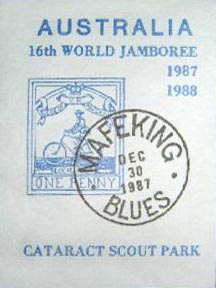 AUSTRALIA
16th WORLD JAMBOREE
1987
1988
MAFEKING
DEC
30
1987
BLUES
ONE PENNY
CATARACT SCOUT PARK